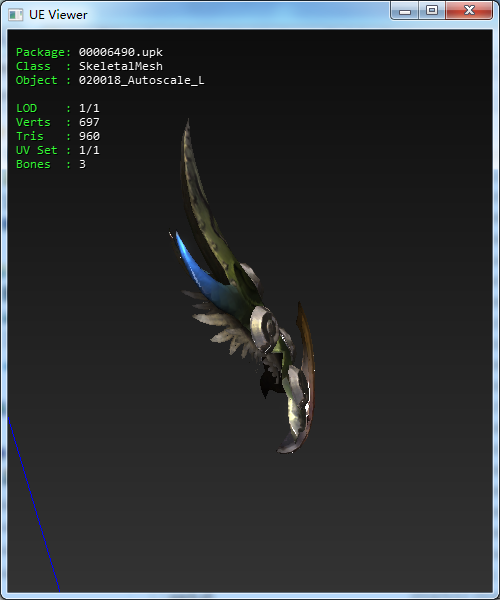 UE Viewer
Package: 00006490.upk
Class : SkeletalMesh
Object : 020018_Autoscale_L
LOD : 1/1
Verts : 697
Tris : 960
UV Set : 1/1
Bones : 3